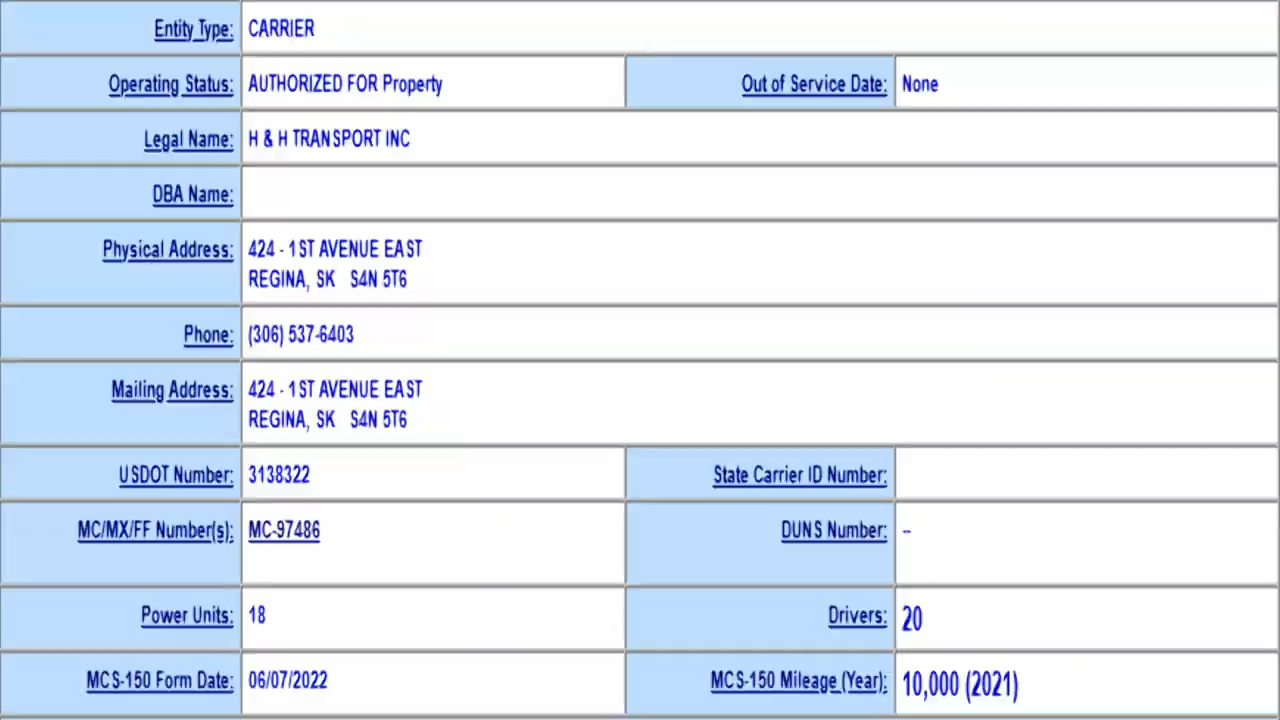 Entity Type: CARRIER
Operating Status: AUTHORIZED FOR Property Out of Service Date: None
Legal Name: H & H TRANSPORT INC
DBA Name:
Physical Address: 424 - 1ST AVENUE EAST
REGINA, SK S4N 5T6
Phone: (306) 537-6403
Mailing Address: 424 - 1ST AVENUE EAST
REGINA, SK S4N 5T6
USDOT Number: 3138322 State Carrier ID Number:
MC/MX/FF Number(s): MC-97486 DUNS Number: --
Power Units: 18 Drivers: 20
MCS-150 Form Date: 06/07/2022 MCS-150 Mileage (Year): 10,000 (2021)